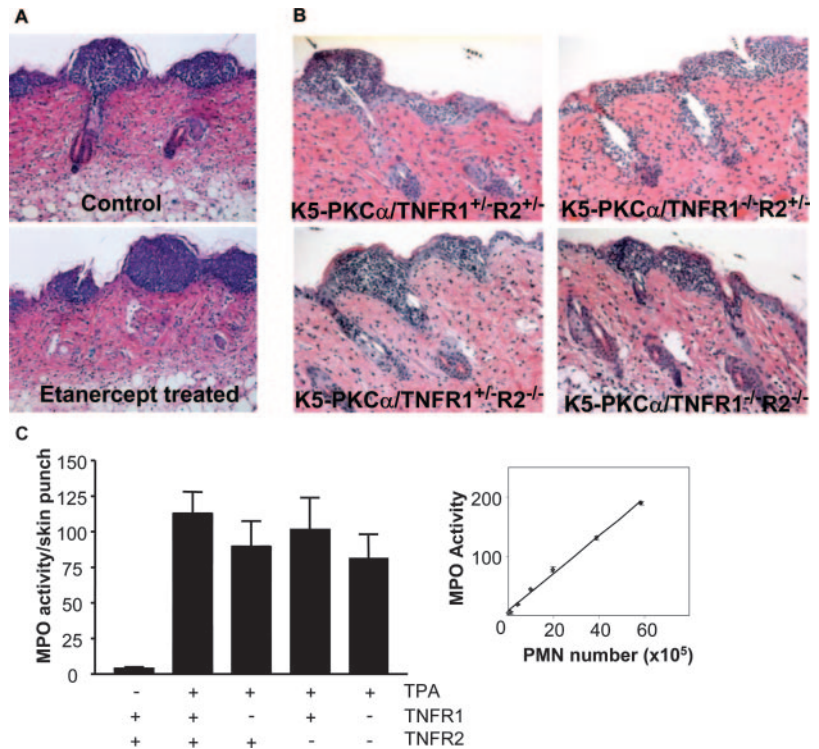 A
B
Control
K5-PKCα/TNFR1+/-R2+/-
K5-PKCα/TNFR1-/-R2+/-
Etanercept treated
K5-PKCα/TNFR1+/-R2-/-
K5-PKCα/TNFR1-/-R2-/-
C
MPO activity/skin punch
150
125
100
75
50
25
0
- + + + + TPA
+ + - + - TNFR1
+ + + - - TNFR2
MPO Activity
200
100
0 20 40 60
PMN number (x10⁵)